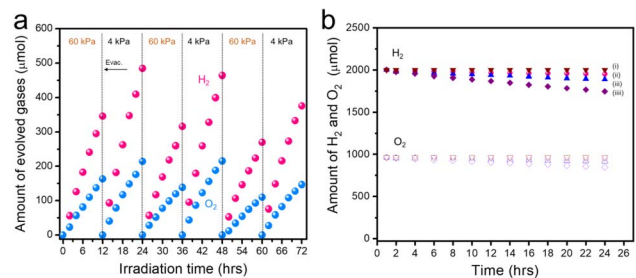 a
60 kPa 4 kPa 60 kPa 4 kPa 60 kPa 4 kPa
Evac.
H₂
O₂
Amount of evolved gases (μmol)
600
500
400
300
200
100
0
0 6 12 18 24 30 36 42 48 54 60 66 72
Irradiation time (hrs)
b
H₂
(i)
(ii)
(iii)
(iiii)
O₂
Amount of H₂ and O₂ (μmol)
2500
2000
1500
1000
500
0
0 2 4 6 8 10 12 14 16 18 20 22 24 26
Time (hrs)